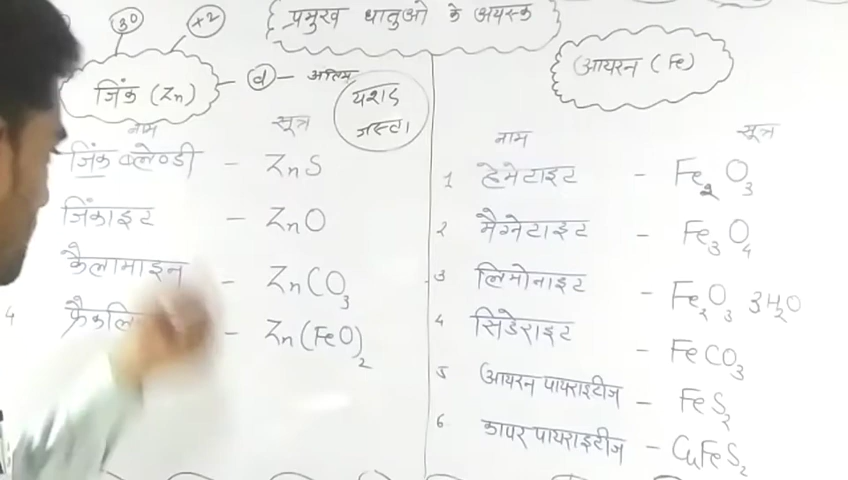 प्रमुख धातुओ के अयस्क
30
+2
जिंक (Zn) - d - अन्तिम
यशद
जस्ता
नाम सूत्र
जिंक ब्लेण्डी - ZnS
जिंकाइट - ZnO
कैलामाइन - ZnCO3
4 - Zn(FeO)2
आयरन (Fe)
नाम सूत्र
1 हेमेटाइट - Fe2O3
2 मैग्नेटाइट - Fe3O4
3 लिमोनाइट - Fe2O3 3H2O
4 सिडेराइट - FeCO3
5 आयरन पायराइटीज - FeS2
6. कापर पायराइटीज - CuFeS2